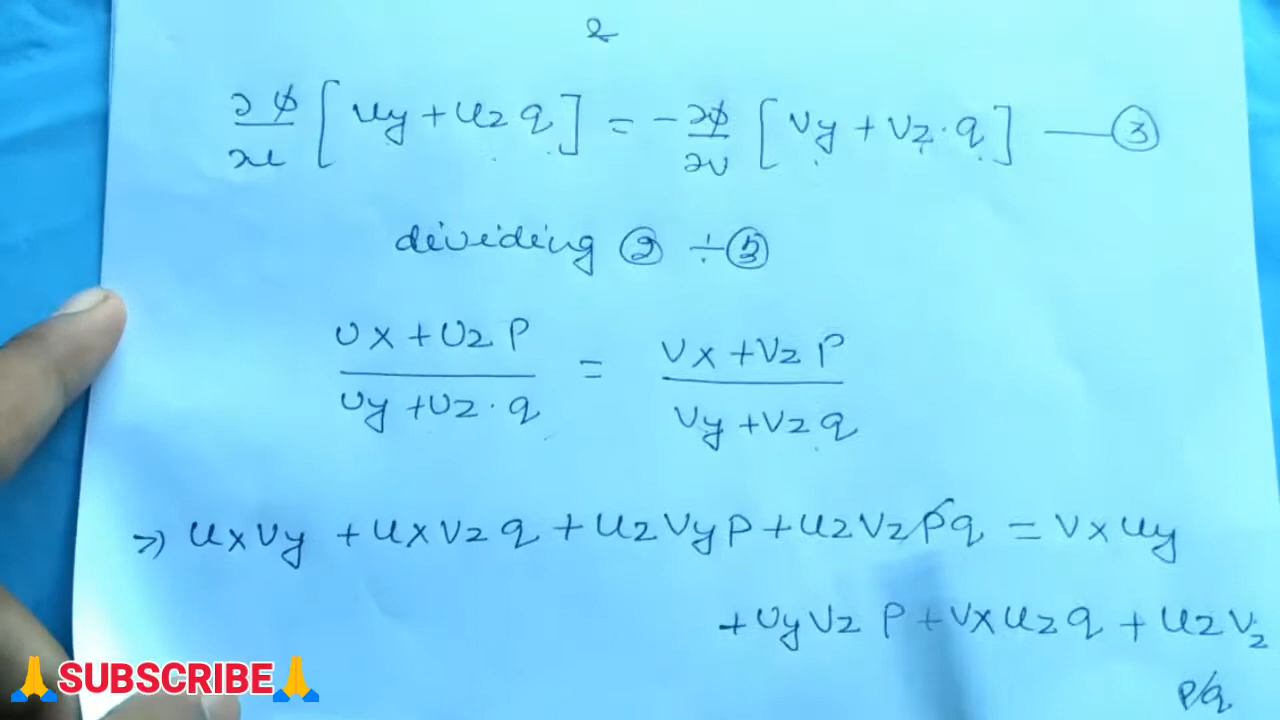 2
∂φ/∂u [uy + uz q] = - ∂φ/∂v [vy + vz · q] — ③
dividing ② ÷ ③
ux + uz p / uy + uz · q = vx + vz p / vy + vz q
⇒ ux vy + ux vz q + uz vy p + uz vz pq = vx uy
+ uy vz p + vx uz q + uz vz
pq
🙏SUBSCRIBE🙏